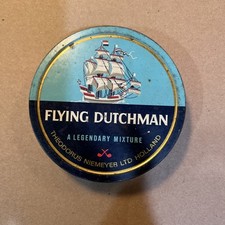 FLYING DUTCHMAN
A LEGENDARY MIXTURE
THEODORUS NIEMEYER LTD HOLLAND